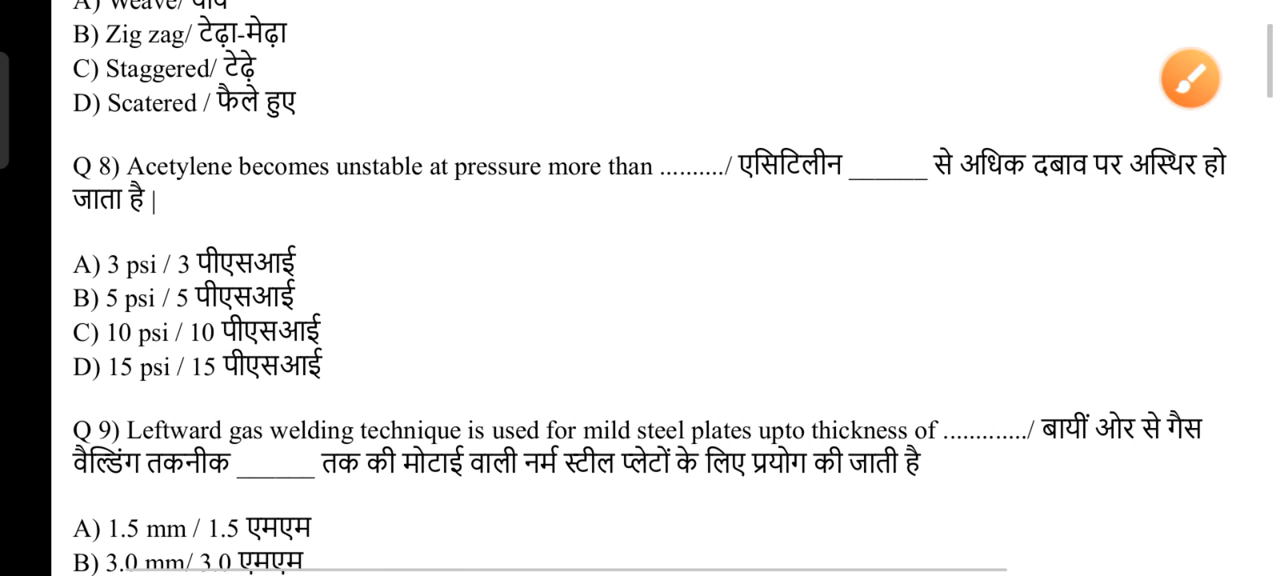 A) Weave/
B) Zig zag/ टेढ़ा-मेढ़ा
C) Staggered/ टेढ़े
D) Scatered / फैले हुए
Q 8) Acetylene becomes unstable at pressure more than ........../ एसिटिलीन ______ से अधिक दबाव पर अस्थिर हो
जाता है |
A) 3 psi / 3 पीएसआई
B) 5 psi / 5 पीएसआई
C) 10 psi / 10 पीएसआई
D) 15 psi / 15 पीएसआई
Q 9) Leftward gas welding technique is used for mild steel plates upto thickness of ............./ बायीं ओर से गैस
वैल्डिंग तकनीक ______ तक की मोटाई वाली नर्म स्टील प्लेटों के लिए प्रयोग की जाती है
A) 1.5 mm / 1.5 एमएम
B) 3.0 mm/ 3.0 एमएम